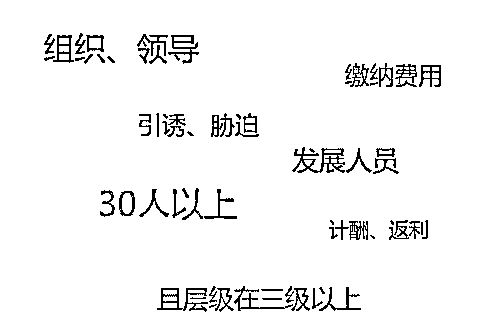 组织、领导
缴纳费用
引诱、胁迫
发展人员
30人以上
计酬、返利
且层级在三级以上